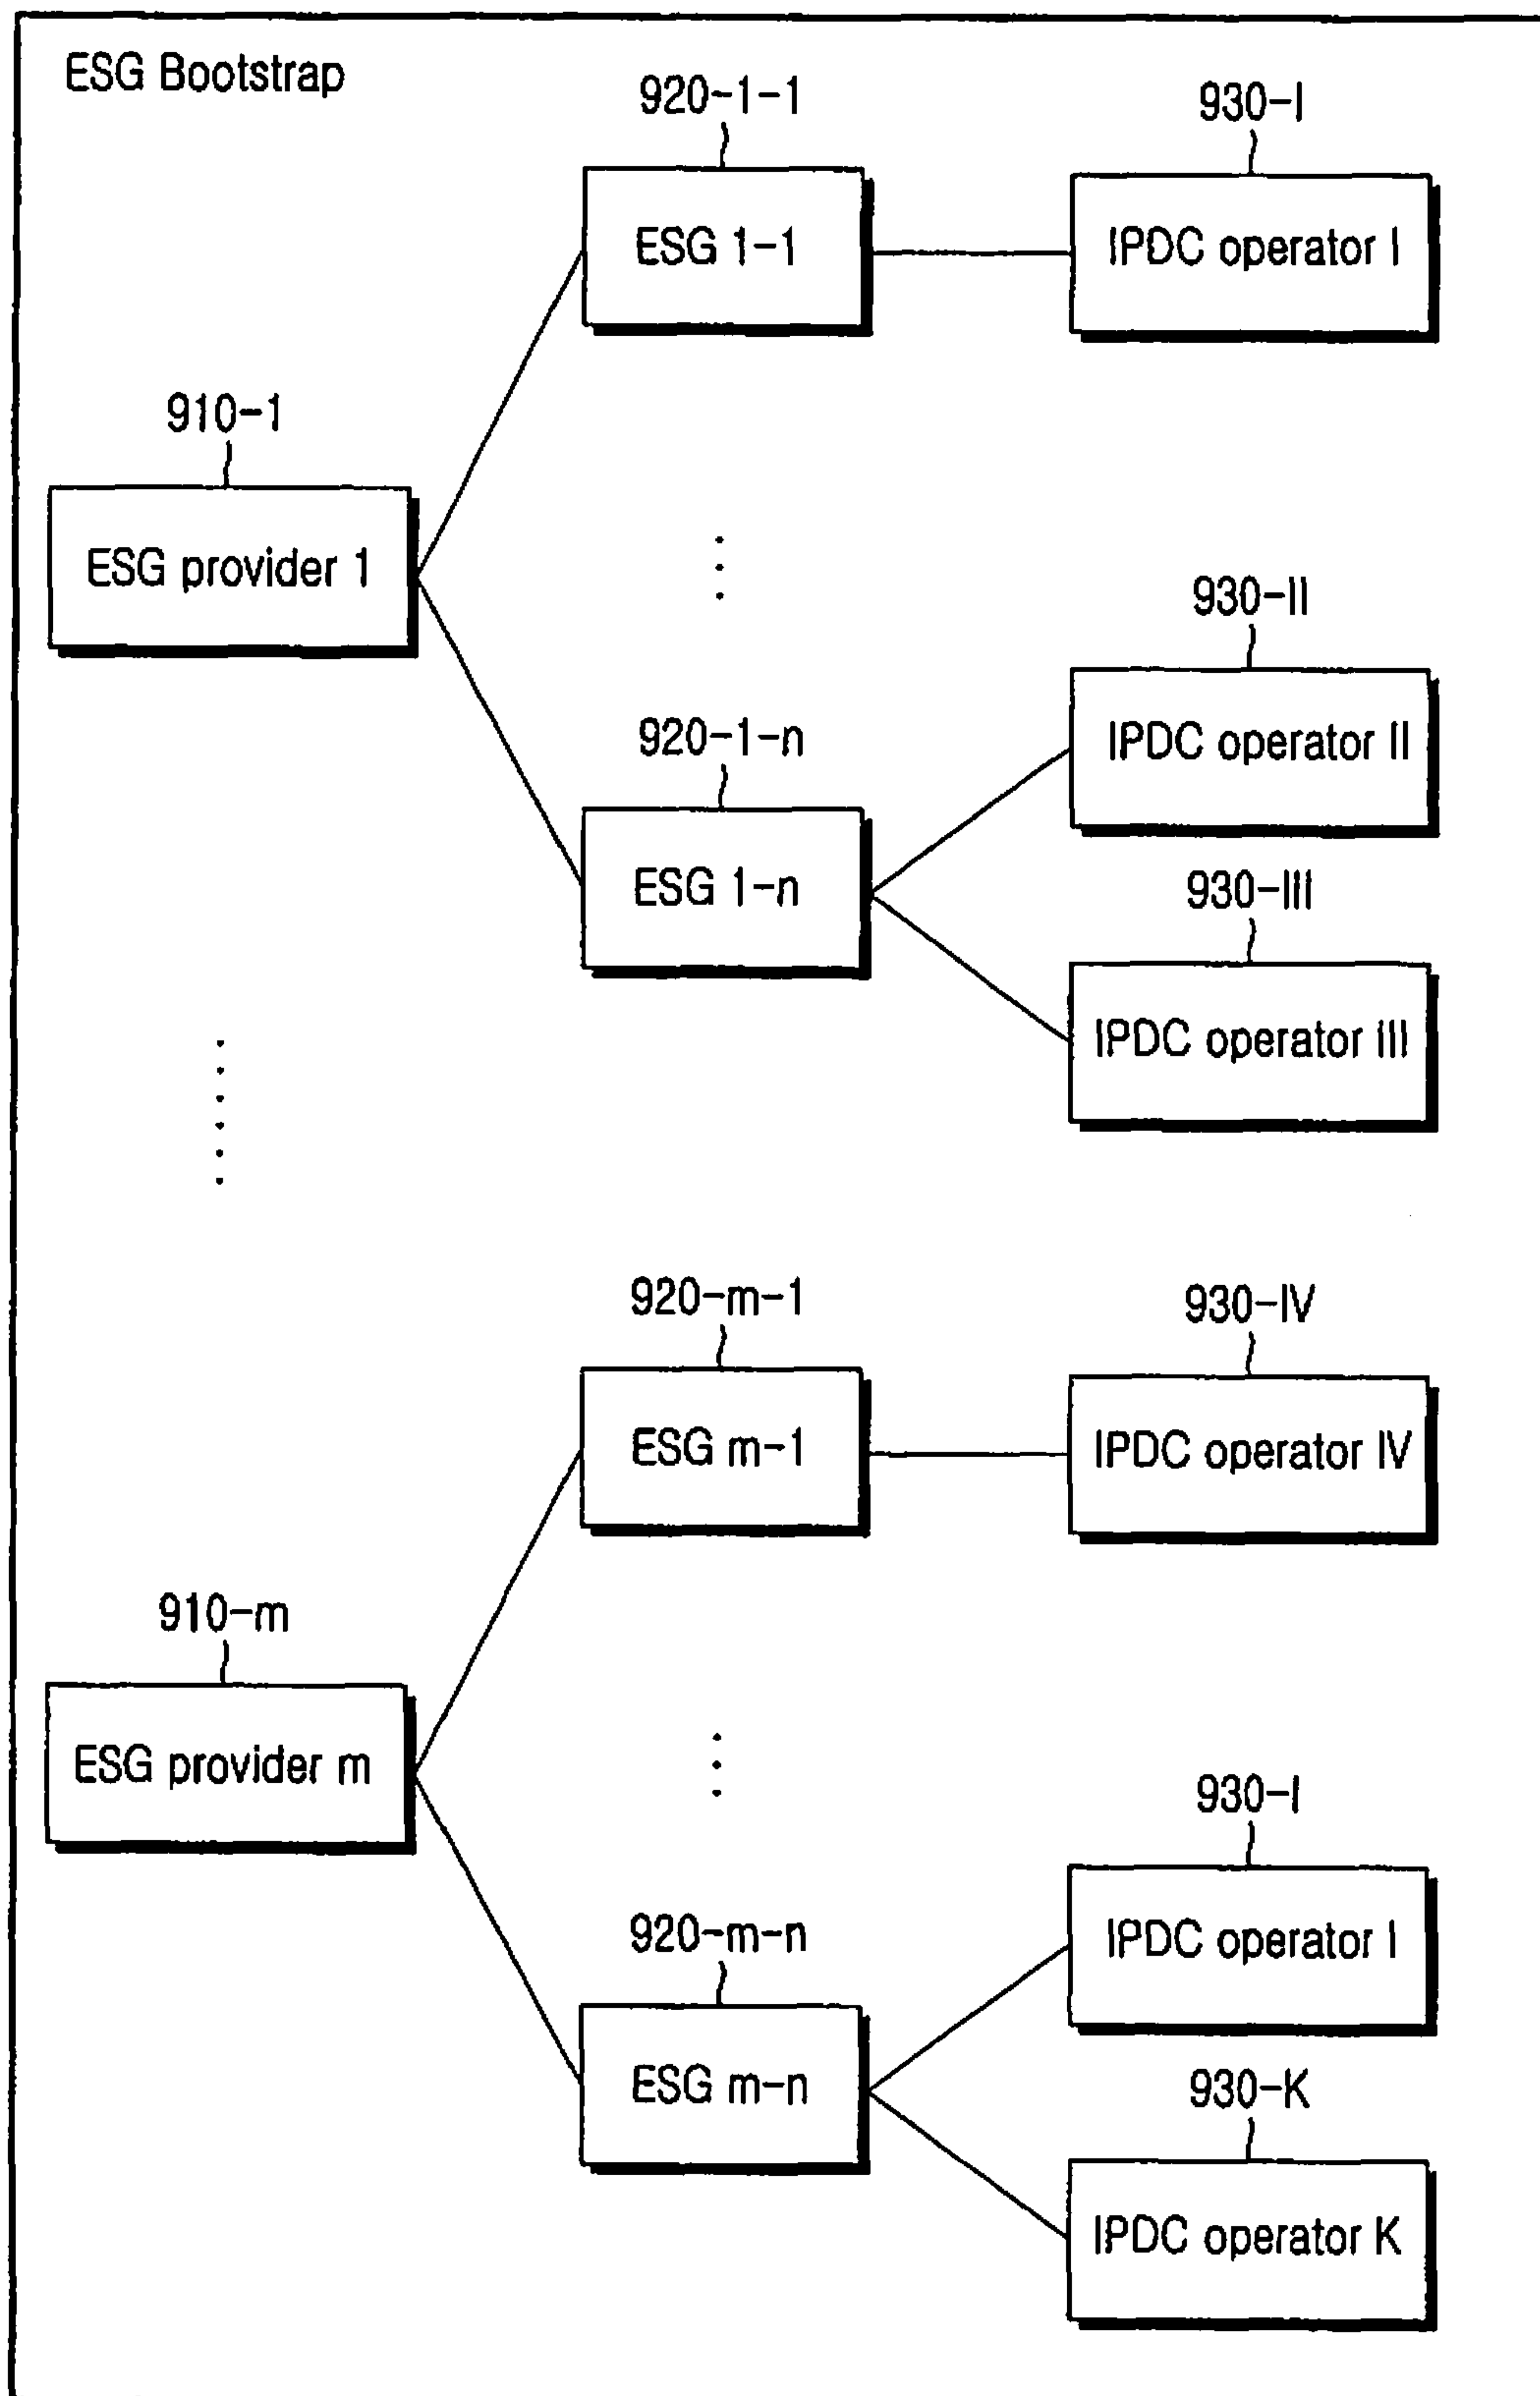 ESG Bootstrap
920-1-1
930-I
ESG 1-1
IPDC operator I
910-1
ESG provider 1
930-II
IPDC operator II
920-1-n
ESG 1-n
930-III
IPDC operator III
920-m-1
930-IV
ESG m-1
IPDC operator IV
910-m
ESG provider m
930-I
IPDC operator I
920-m-n
ESG m-n
930-K
IPDC operator K